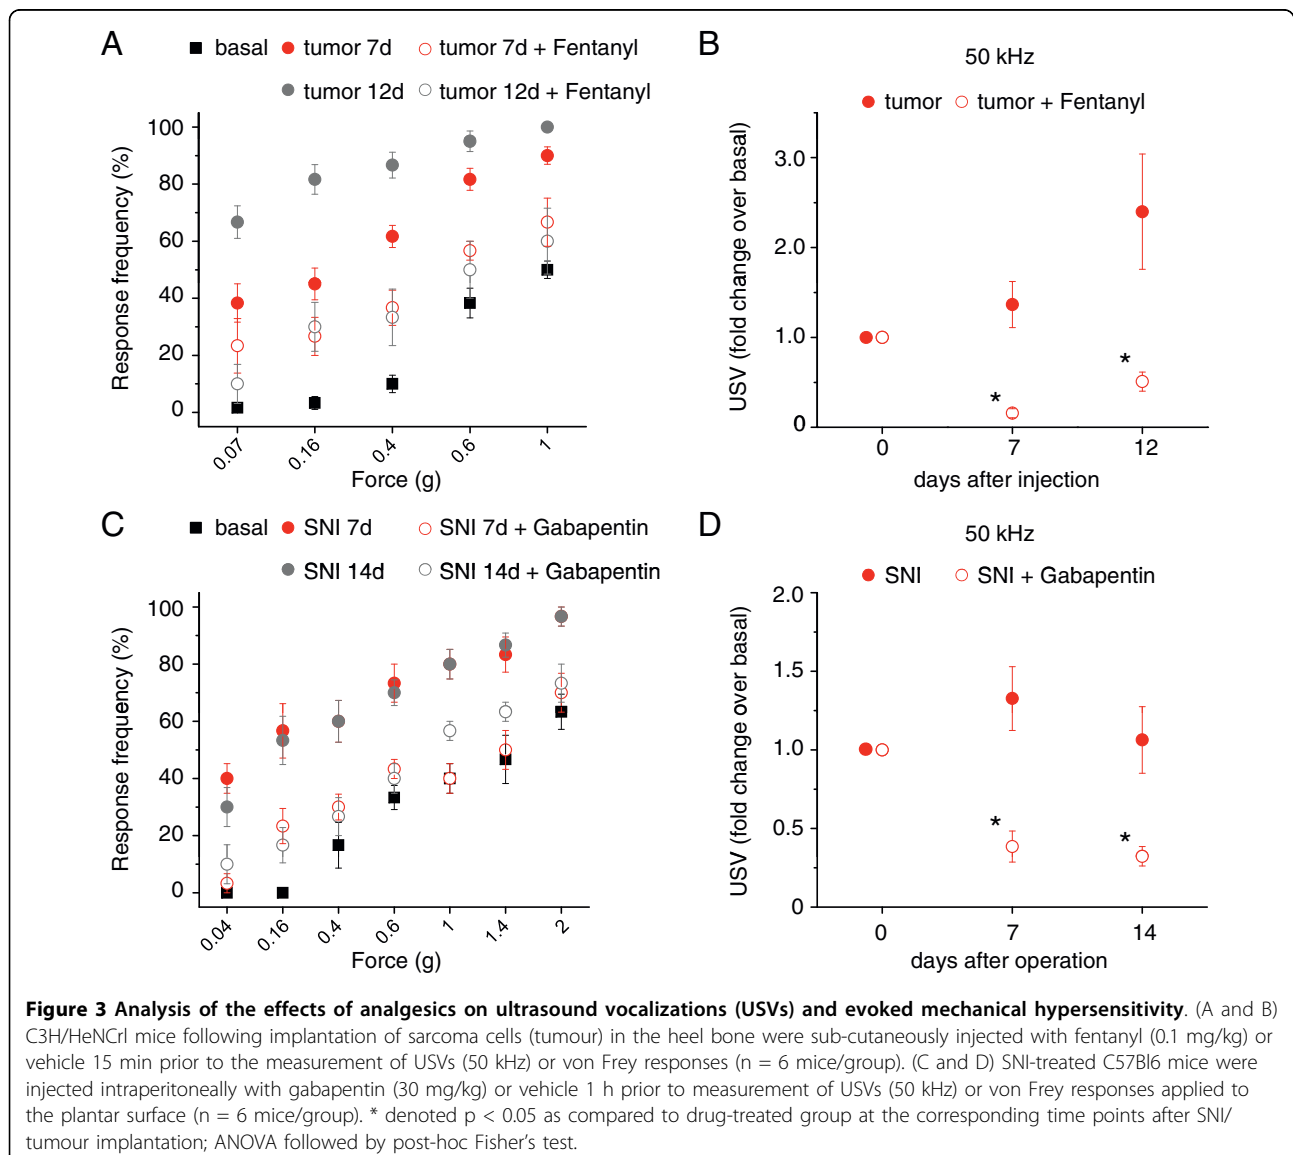 A
basal tumor 7d tumor 7d + Fentanyl
tumor 12d tumor 12d + Fentanyl
Response frequency (%)
100
80
60
40
20
0
0.07 0.16 0.4 0.6 1
Force (g)
B
50 kHz
tumor tumor + Fentanyl
USV (fold change over basal)
3.0
2.0
1.0
0
*
*
0 7 12
days after injection
C
basal SNI 7d SNI 7d + Gabapentin
SNI 14d SNI 14d + Gabapentin
Response frequency (%)
100
80
60
40
20
0
0.04 0.16 0.4 0.6 1 1.4 2
Force (g)
D
50 kHz
SNI SNI + Gabapentin
USV (fold change over basal)
2.0
1.5
1.0
0.5
0
*
*
0 7 14
days after operation
Figure 3 Analysis of the effects of analgesics on ultrasound vocalizations (USVs) and evoked mechanical hypersensitivity. (A and B)
C3H/HeNCrl mice following implantation of sarcoma cells (tumour) in the heel bone were sub-cutaneously injected with fentanyl (0.1 mg/kg) or
vehicle 15 min prior to the measurement of USVs (50 kHz) or von Frey responses (n = 6 mice/group). (C and D) SNI-treated C57Bl6 mice were
injected intraperitoneally with gabapentin (30 mg/kg) or vehicle 1 h prior to measurement of USVs (50 kHz) or von Frey responses applied to
the plantar surface (n = 6 mice/group). * denoted p < 0.05 as compared to drug-treated group at the corresponding time points after SNI/
tumour implantation; ANOVA followed by post-hoc Fisher's test.